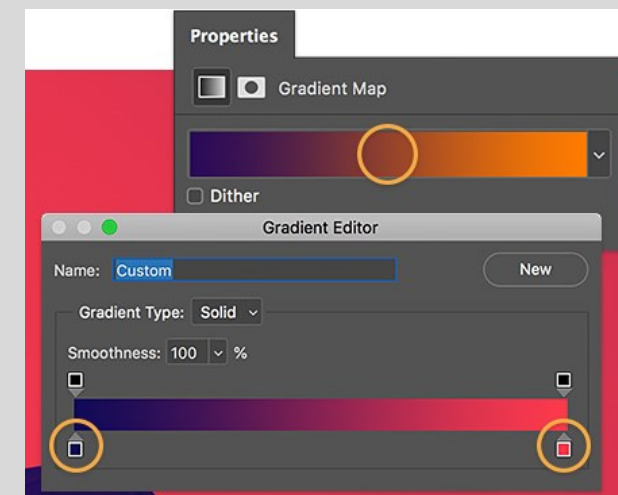 Properties
Gradient Map
Dither
Gradient Editor
Name: Custom
New
Gradient Type: Solid
Smoothness: 100 %